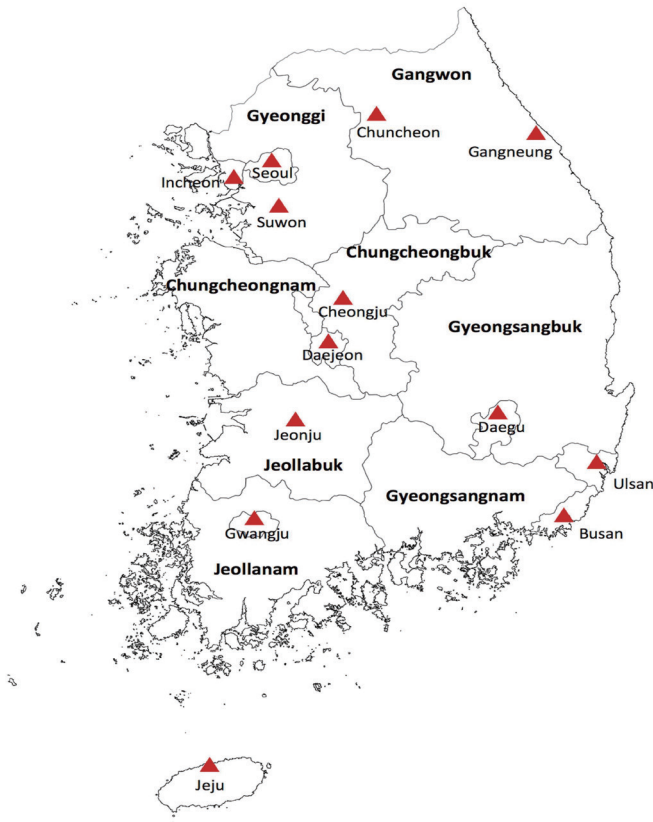 Gangwon
Gyeonggi
Chuncheon
Gangneung
Seoul
Incheon
Suwon
Chungcheongbuk
Chungcheongnam
Cheongju
Gyeongsangbuk
Daejeon
Daegu
Jeonju
Jeollabuk
Ulsan
Gyeongsangnam
Gwangju
Busan
Jeollanam
Jeju